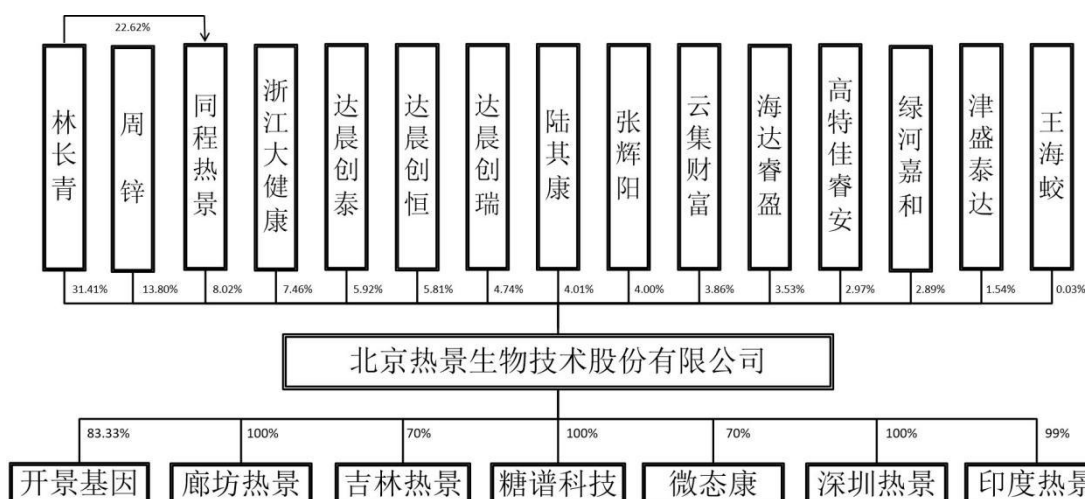 22.62%
林长青
周锌
同程热景
浙江大健康
达晨创泰
达晨创恒
达晨创瑞
陆其康
张辉阳
云集财富
海达睿盈
高特佳睿安
绿河嘉和
津盛泰达
王海蛟
31.41%
13.80%
8.02%
7.46%
5.92%
5.81%
4.74%
4.01%
4.00%
3.86%
3.53%
2.97%
2.89%
1.54%
0.03%
北京热景生物技术股份有限公司
83.33%
100%
70%
100%
70%
100%
99%
开景基因
廊坊热景
吉林热景
糖谱科技
微态康
深圳热景
印度热景